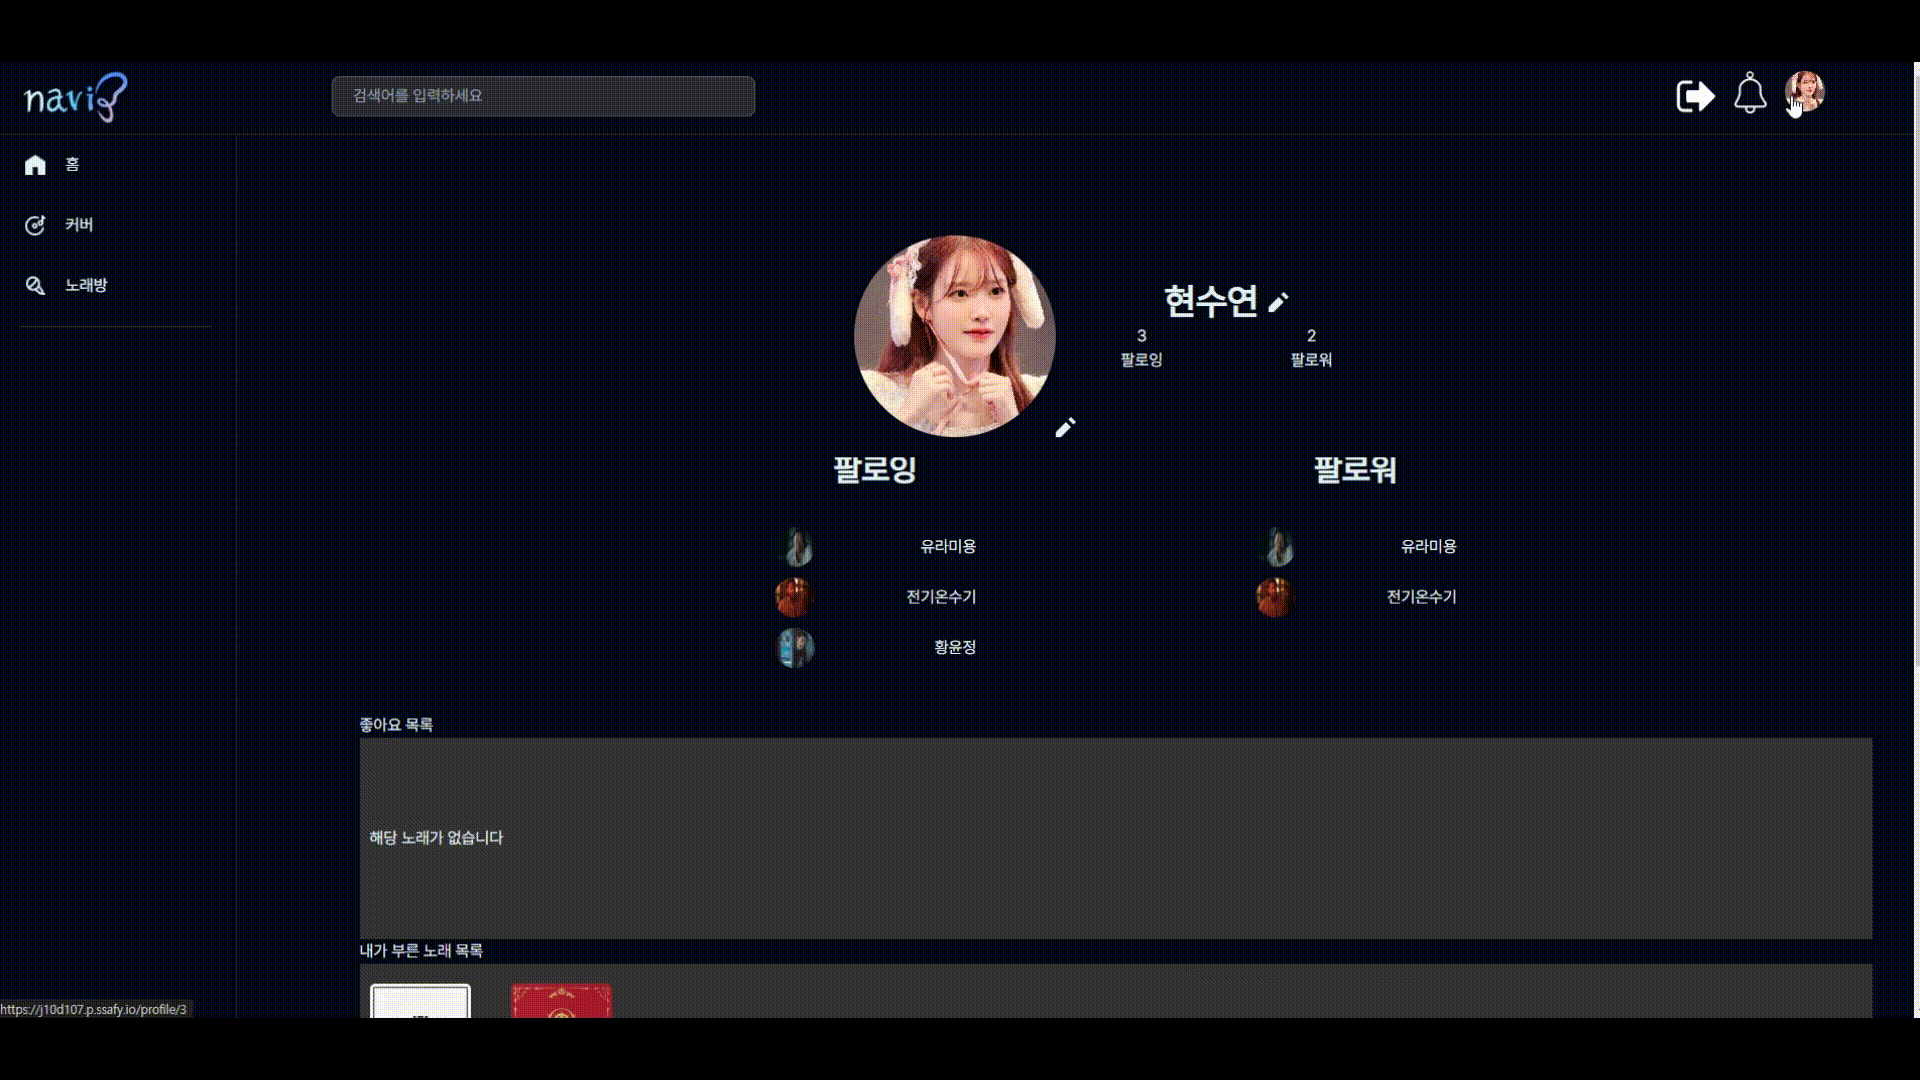 navi
검색어를 입력하세요
홈
커버
노래방
현수연
3
팔로잉
2
팔로워
팔로잉
팔로워
유라미용
유라미용
전기온수기
전기온수기
황윤정
좋아요 목록
해당 노래가 없습니다
내가 부른 노래 목록
https://j10d107.p.ssafy.io/profile/3